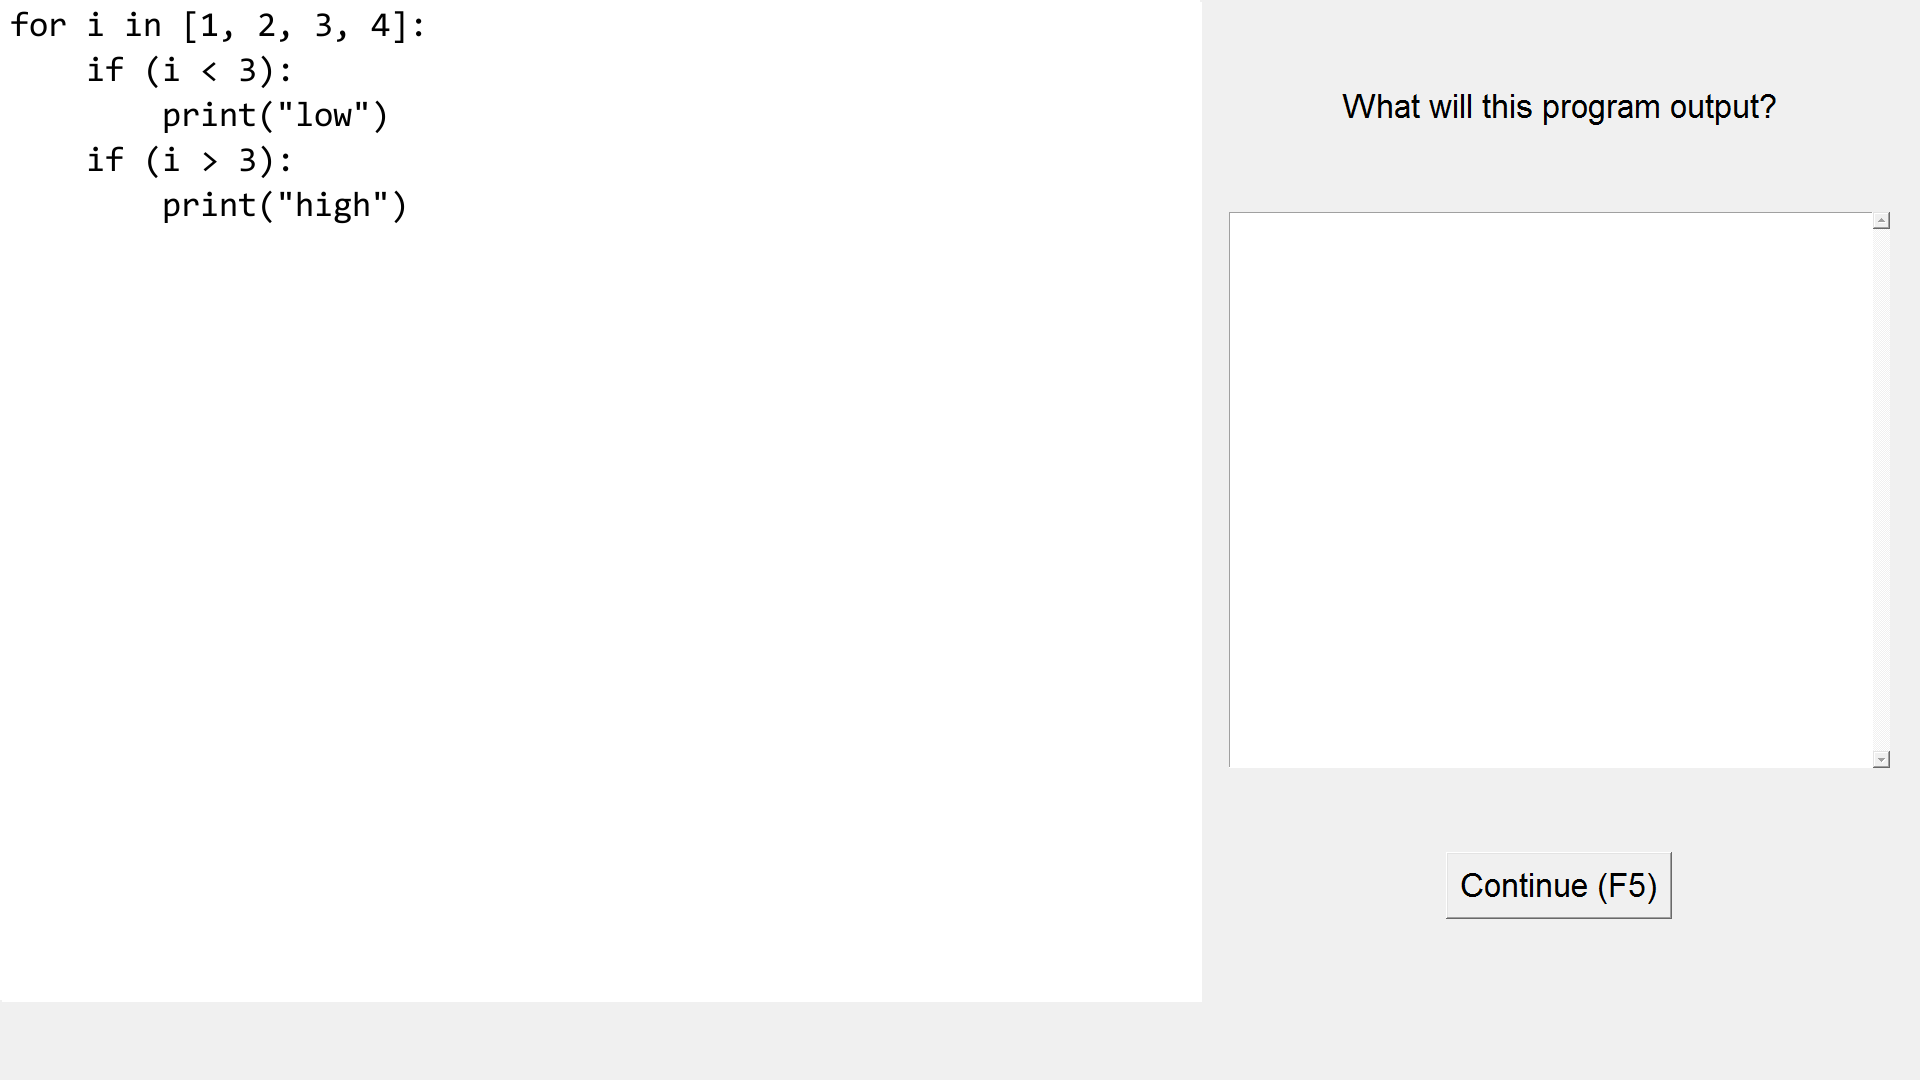 for i in [1, 2, 3, 4]:
    if (i < 3):
        print("low")
    if (i > 3):
        print("high")
What will this program output?
Continue (F5)